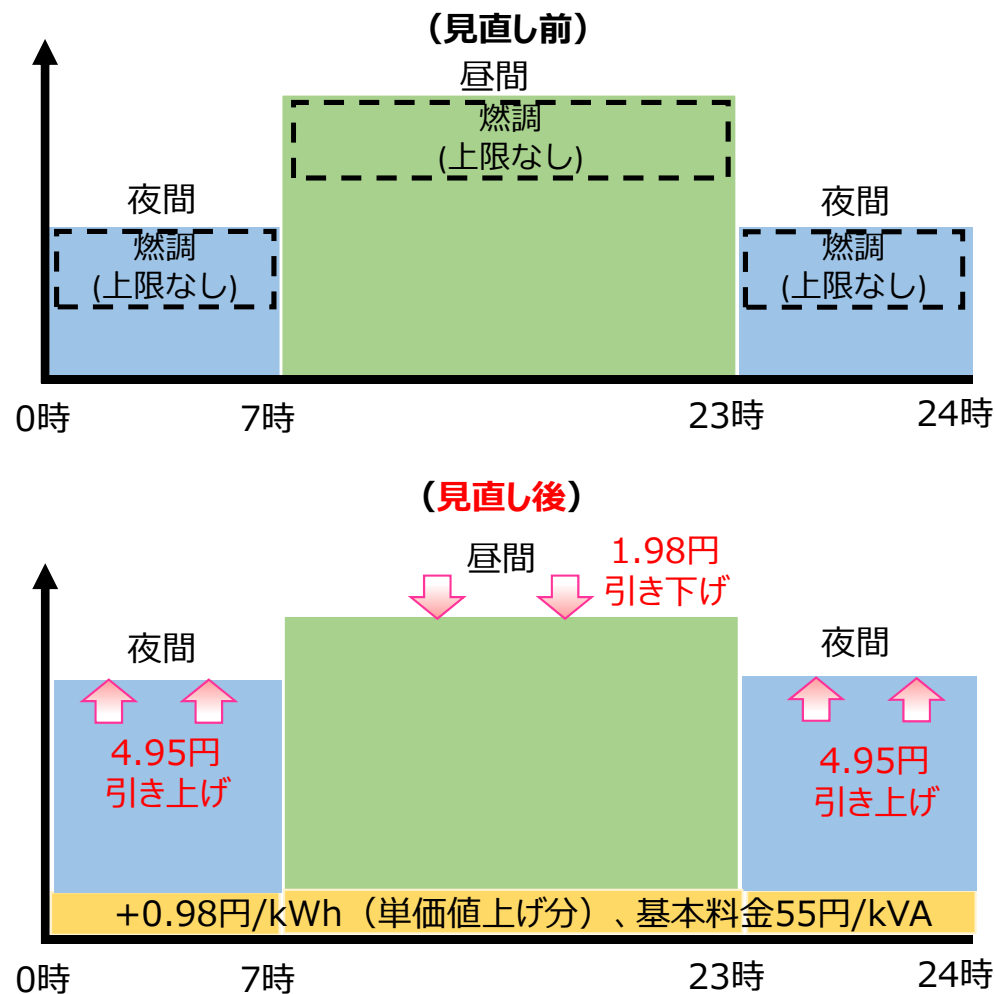 （見直し前）
昼間
燃調
(上限なし)
夜間
燃調
(上限なし)
夜間
燃調
(上限なし)
0時
7時
23時
24時
（見直し後）
昼間
1.98円
引き下げ
夜間
4.95円
引き上げ
夜間
4.95円
引き上げ
+0.98円/kWh（単価値上げ分）、基本料金55円/kVA
0時
7時
23時
24時